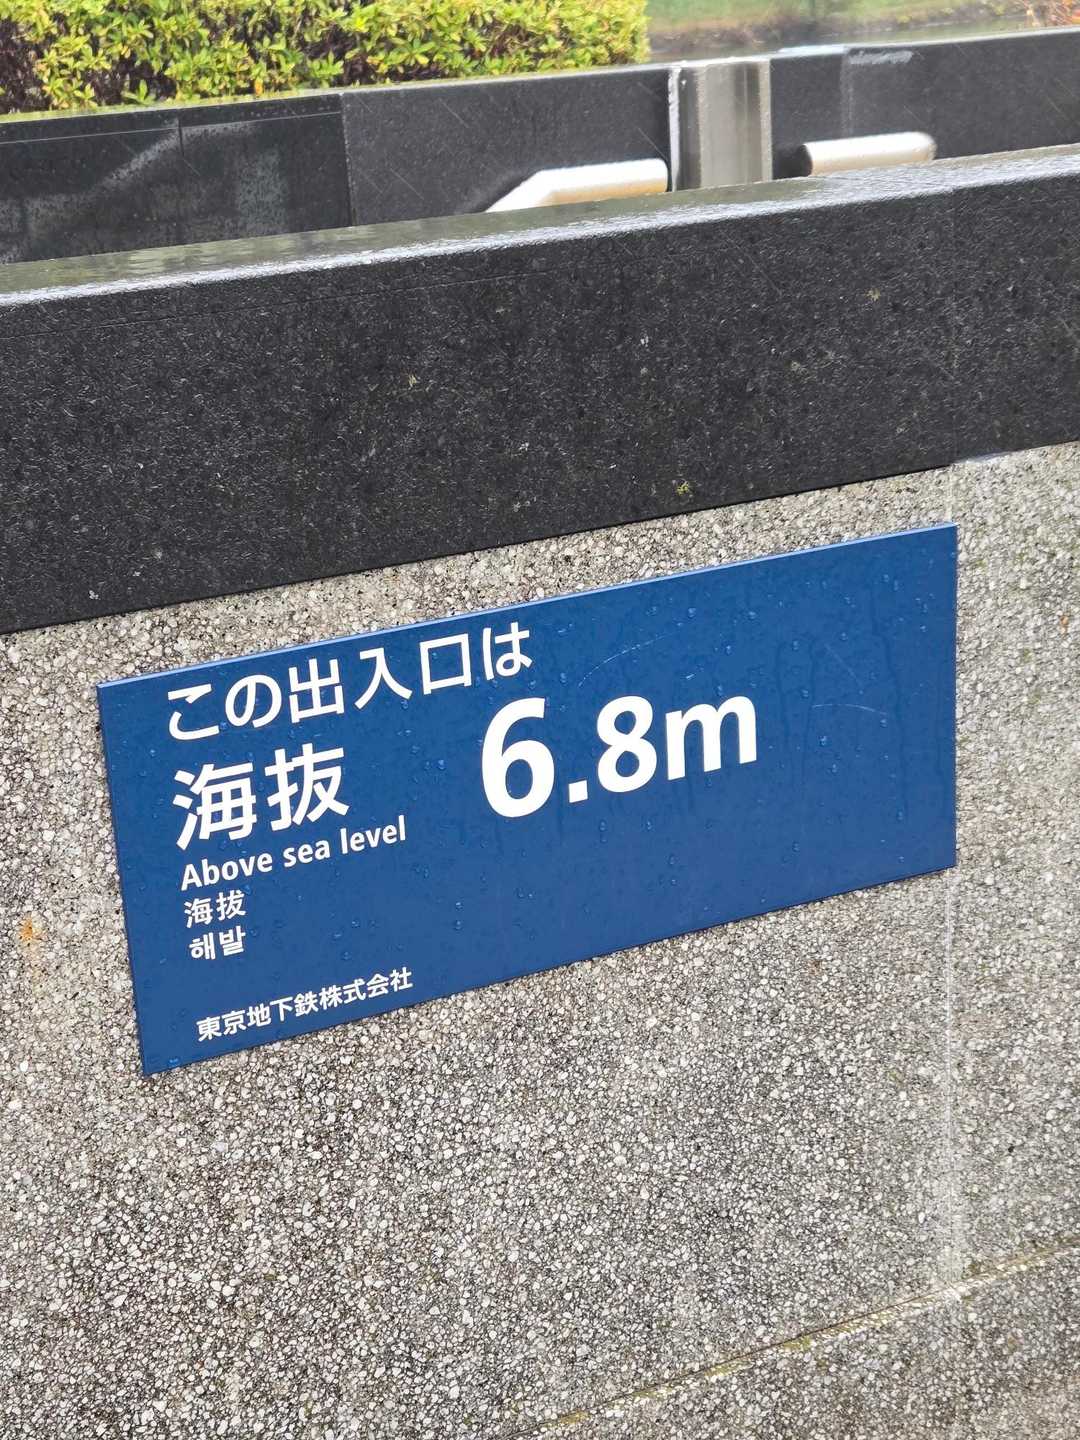 この出入口は
海抜 6.8m
Above sea level
海拔
해발
東京地下鉄株式会社